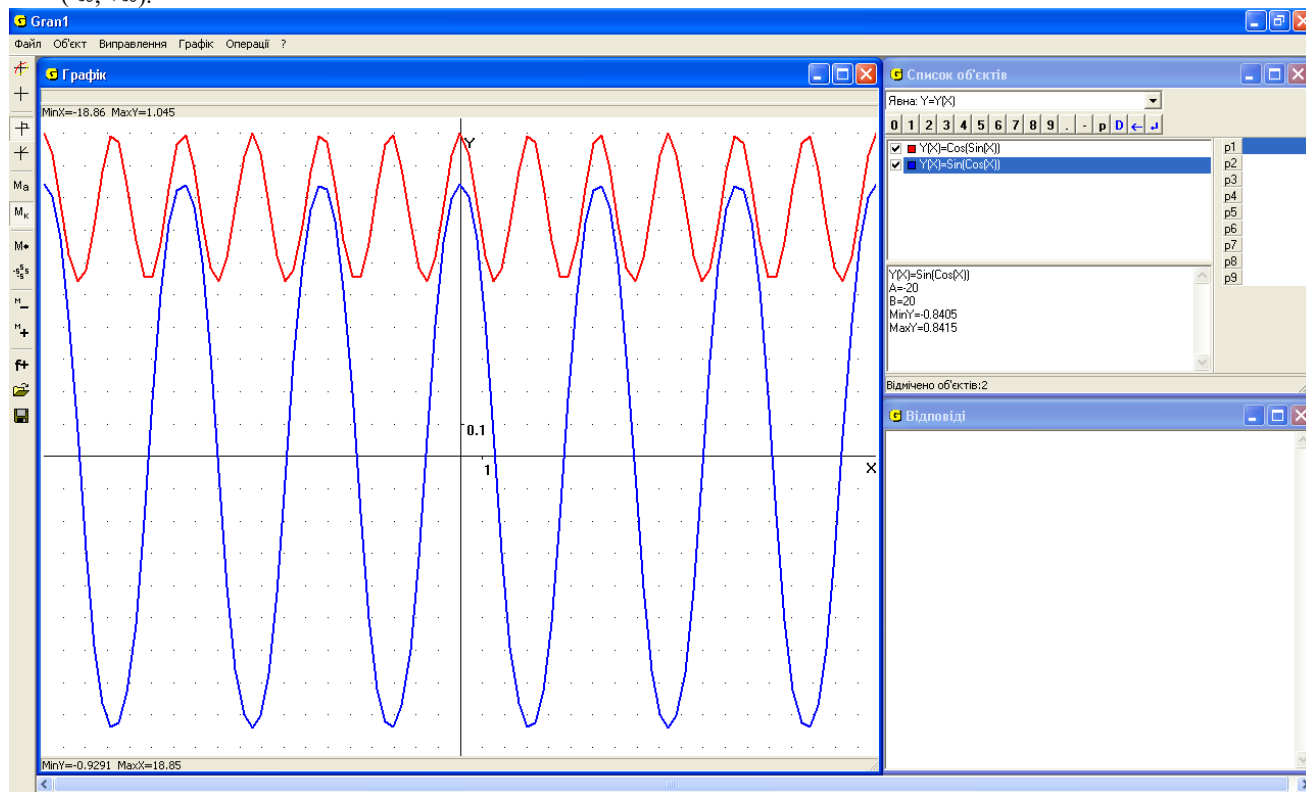 (-∞; +∞).
Gran1
Файл Об'єкт Виправлення Графік Операції ?
Графік
MinX=-18.86 MaxY=1.045
Y
0.1
1
X
MinY=-0.9291 MaxX=18.85
Ma
Mк
M
-s s s
M
M+
f+
Список об'єктів
Явна: Y=Y(X)
0 1 2 3 4 5 6 7 8 9 . - p D
Y(X)=Cos(Sin(X))
Y(X)=Sin(Cos(X))
p1
p2
p3
p4
p5
p6
p7
p8
p9
Y(X)=Sin(Cos(X))
A=-20
B=20
MinY=-0.8405
MaxY=0.8415
Відмічено об'єктів:2
Відповіді